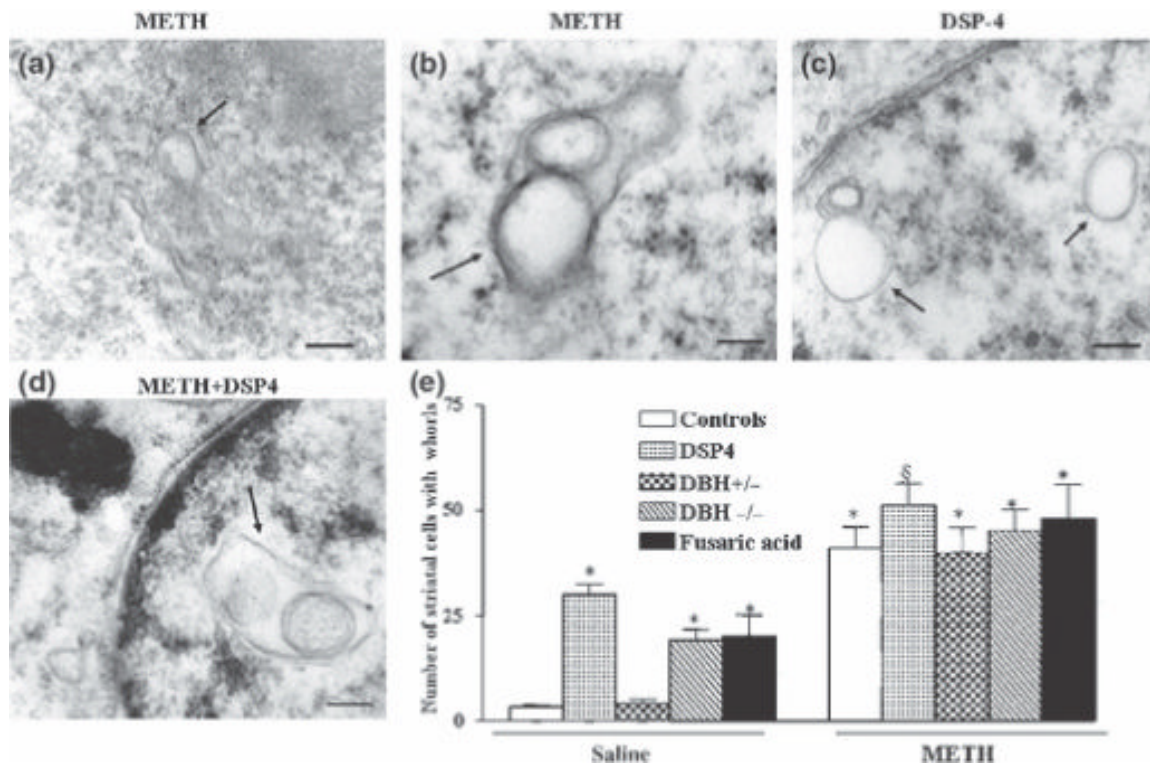 METH
METH
DSP-4
(a)
(b)
(c)
(d)
METH+DSP4
(e)
Number of striatal cells with whorls
75
50
25
0
Controls
DSP4
DBH+/–
DBH –/–
Fusaric acid
*
*
*
*
§
*
*
*
Saline
METH